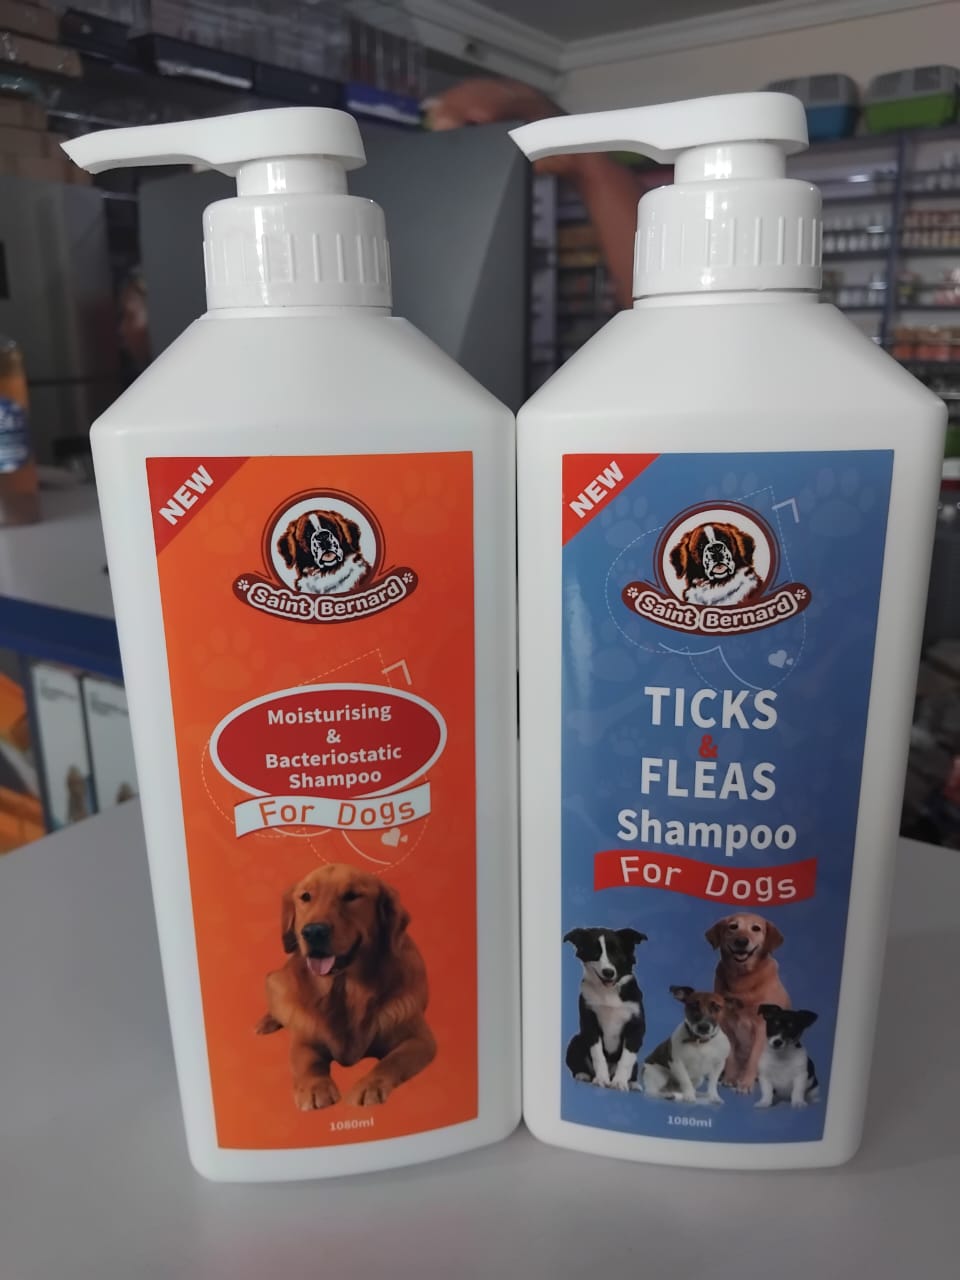 NEW
Saint Bernard
Moisturising
&
Bacteriostatic
Shampoo
For Dogs
1080ml
NEW
Saint Bernard
TICKS
&
FLEAS
Shampoo
For Dogs
1080ml